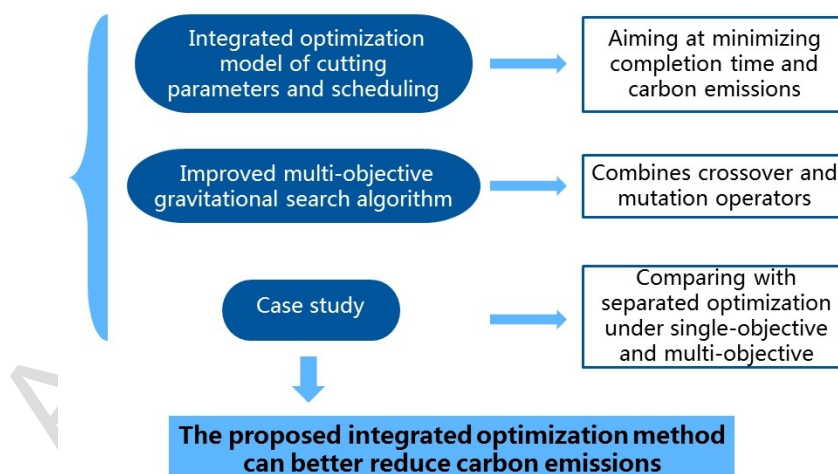 Integrated optimization
model of cutting
parameters and scheduling
Aiming at minimizing
completion time and
carbon emissions
Improved multi-objective
gravitational search algorithm
Combines crossover and
mutation operators
Case study
Comparing with
separated optimization
under single-objective
and multi-objective
The proposed integrated optimization method
can better reduce carbon emissions